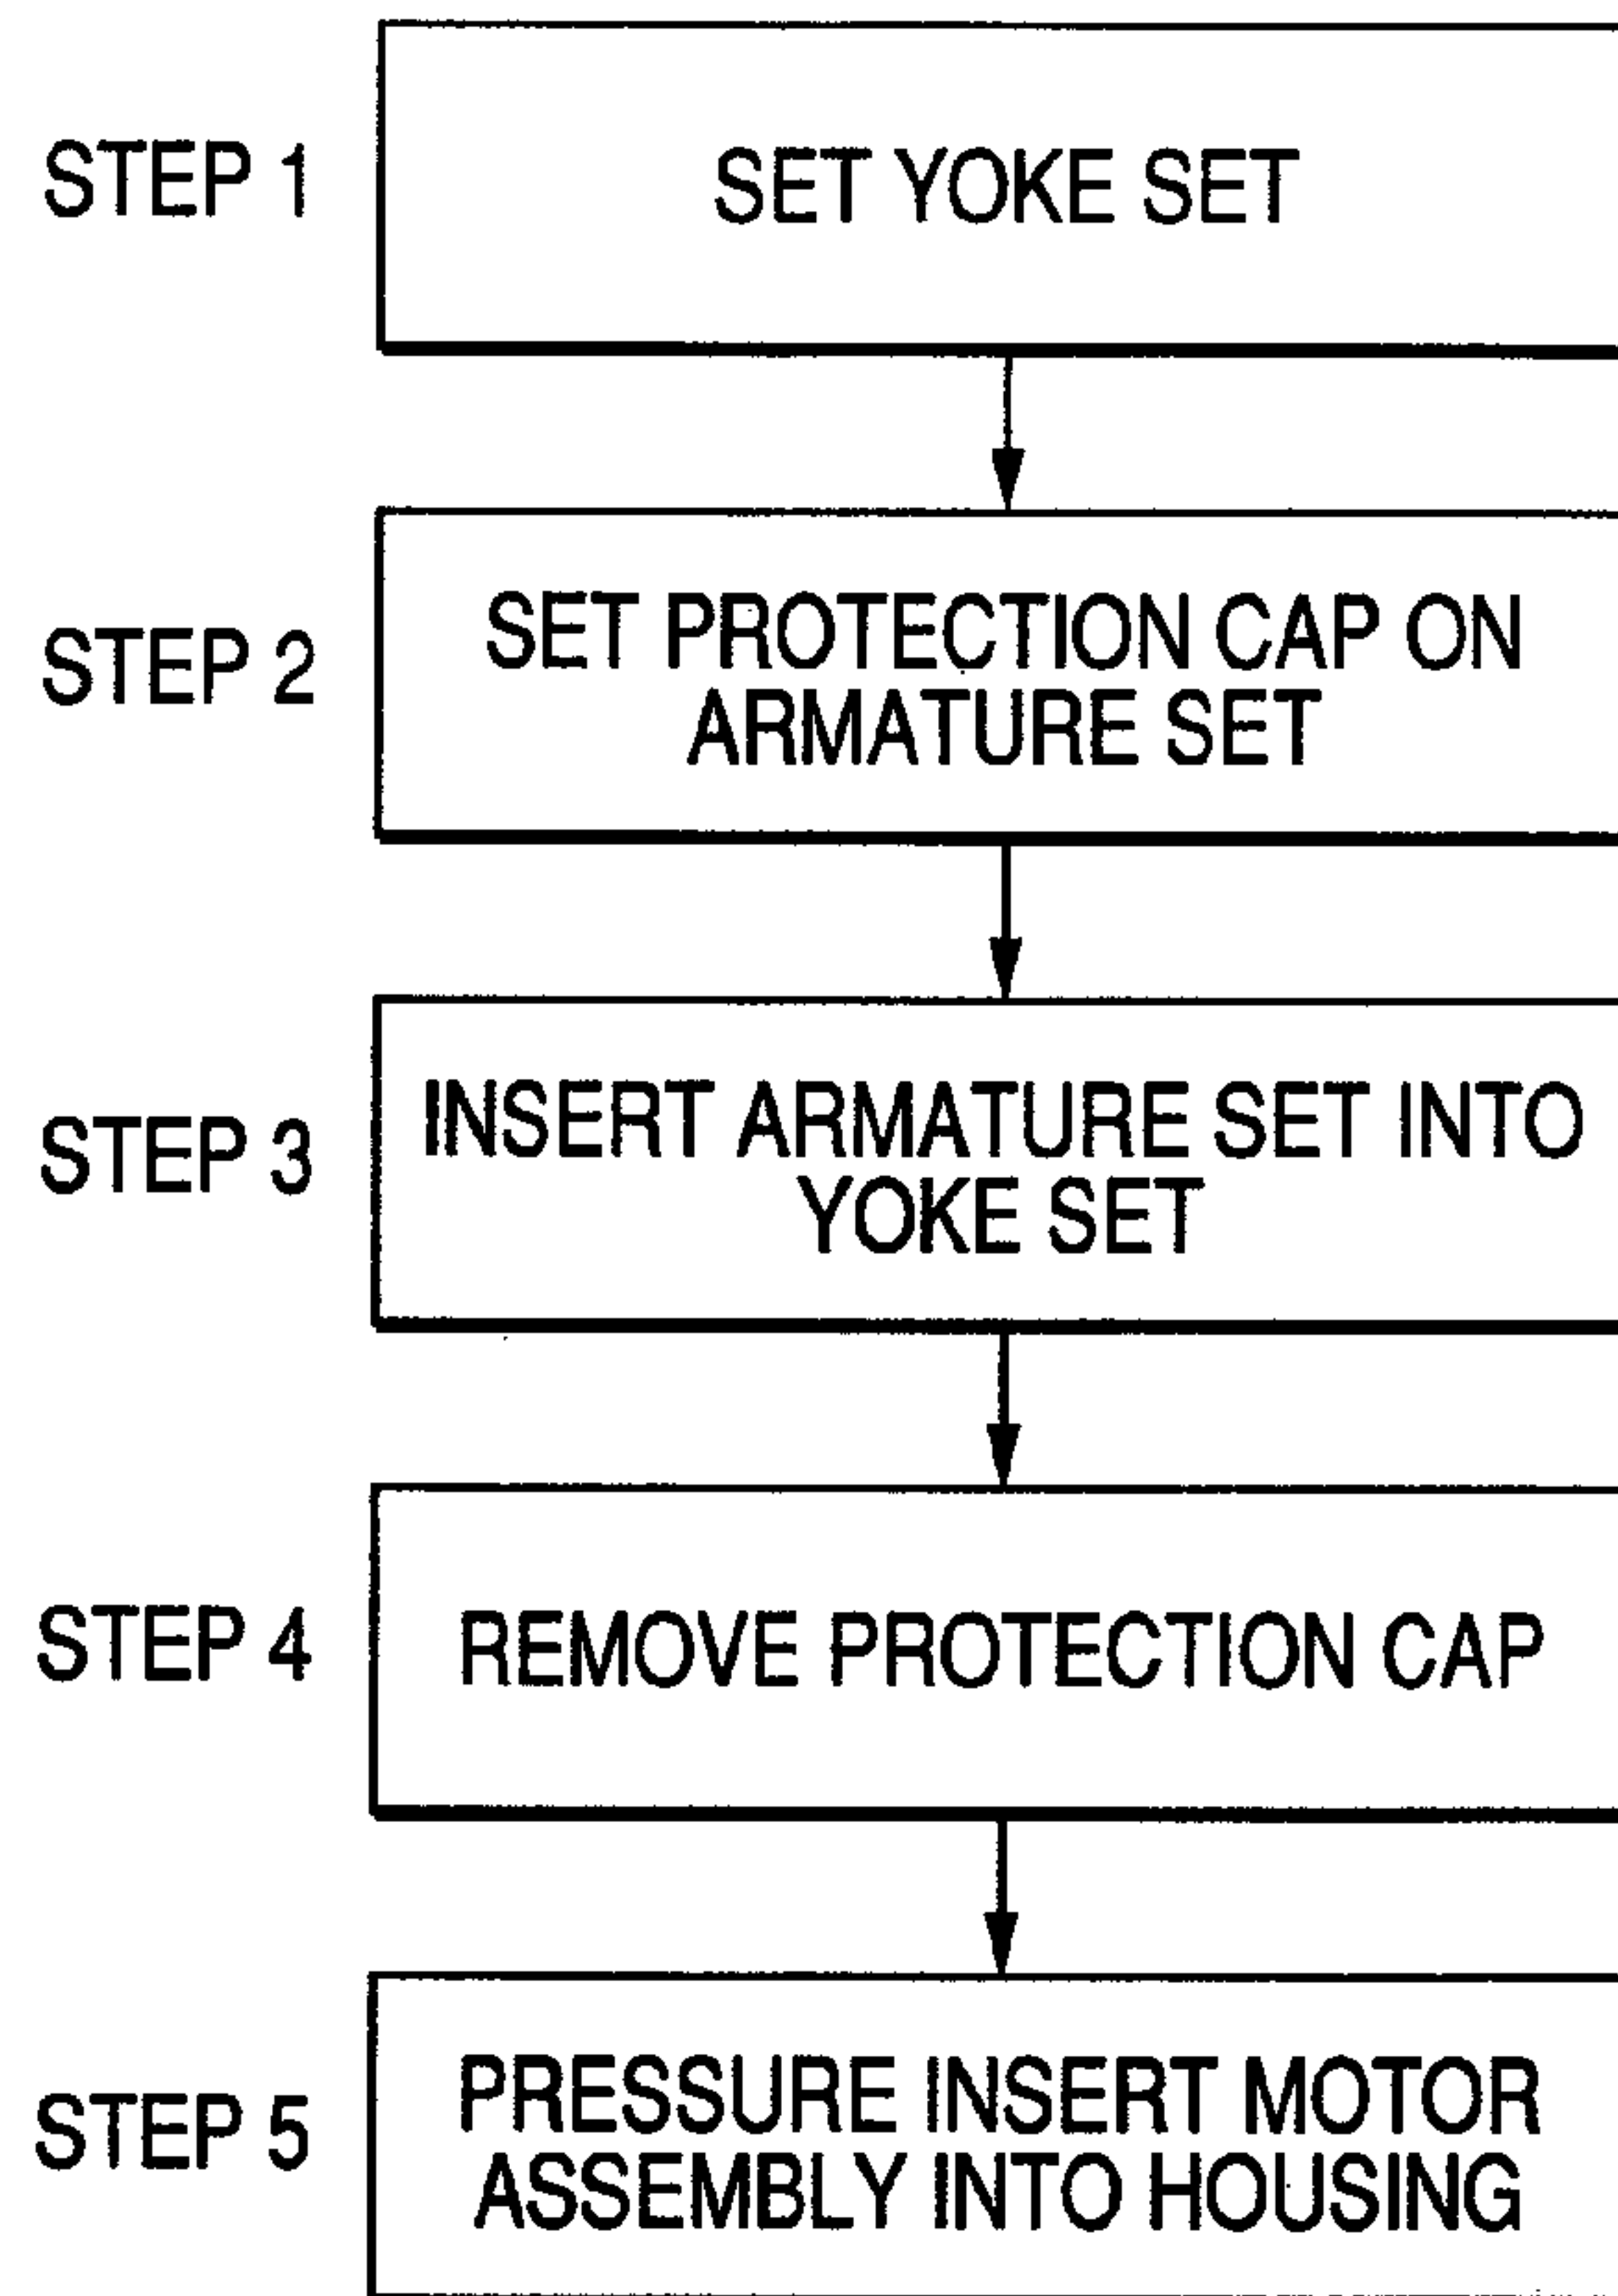 STEP 1
SET YOKE SET
STEP 2
SET PROTECTION CAP ON
ARMATURE SET
STEP 3
INSERT ARMATURE SET INTO
YOKE SET
STEP 4
REMOVE PROTECTION CAP
STEP 5
PRESSURE INSERT MOTOR
ASSEMBLY INTO HOUSING